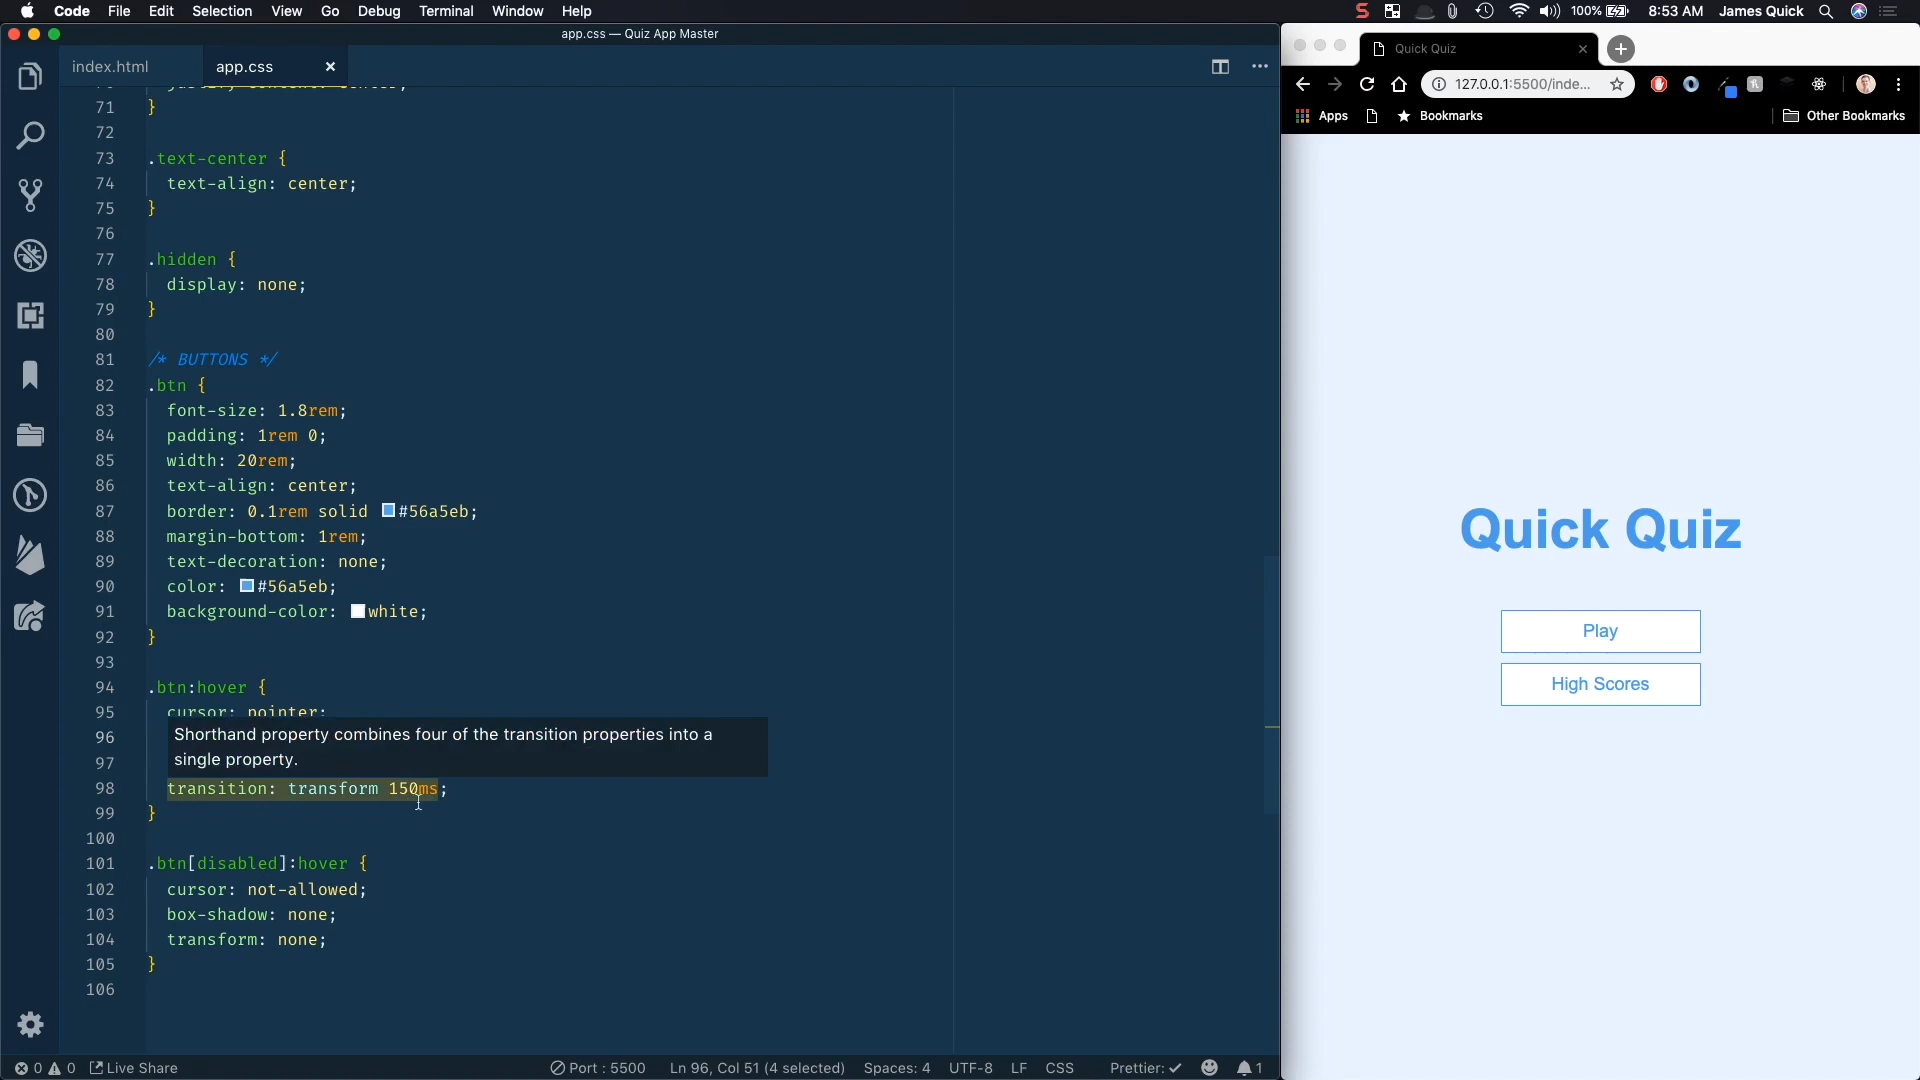 Code File Edit Selection View Go Debug Terminal Window Help
100% 8:53 AM James Quick
app.css — Quiz App Master
index.html app.css
71 }
72
73 .text-center {
74 text-align: center;
75 }
76
77 .hidden {
78 display: none;
79 }
80
81 /* BUTTONS */
82 .btn {
83 font-size: 1.8rem;
84 padding: 1rem 0;
85 width: 20rem;
86 text-align: center;
87 border: 0.1rem solid #56a5eb;
88 margin-bottom: 1rem;
89 text-decoration: none;
90 color: #56a5eb;
91 background-color: white;
92 }
93
94 .btn:hover {
95 cursor: pointer;
96
97
Shorthand property combines four of the transition properties into a
single property.
98 transition: transform 150ms;
99 }
100
101 .btn[disabled]:hover {
102 cursor: not-allowed;
103 box-shadow: none;
104 transform: none;
105 }
106
0 0 Live Share Port : 5500 Ln 96, Col 51 (4 selected) Spaces: 4 UTF-8 LF CSS Prettier: 1
Quick Quiz
127.0.0.1:5500/inde...
Apps Bookmarks Other Bookmarks
Quick Quiz
Play
High Scores